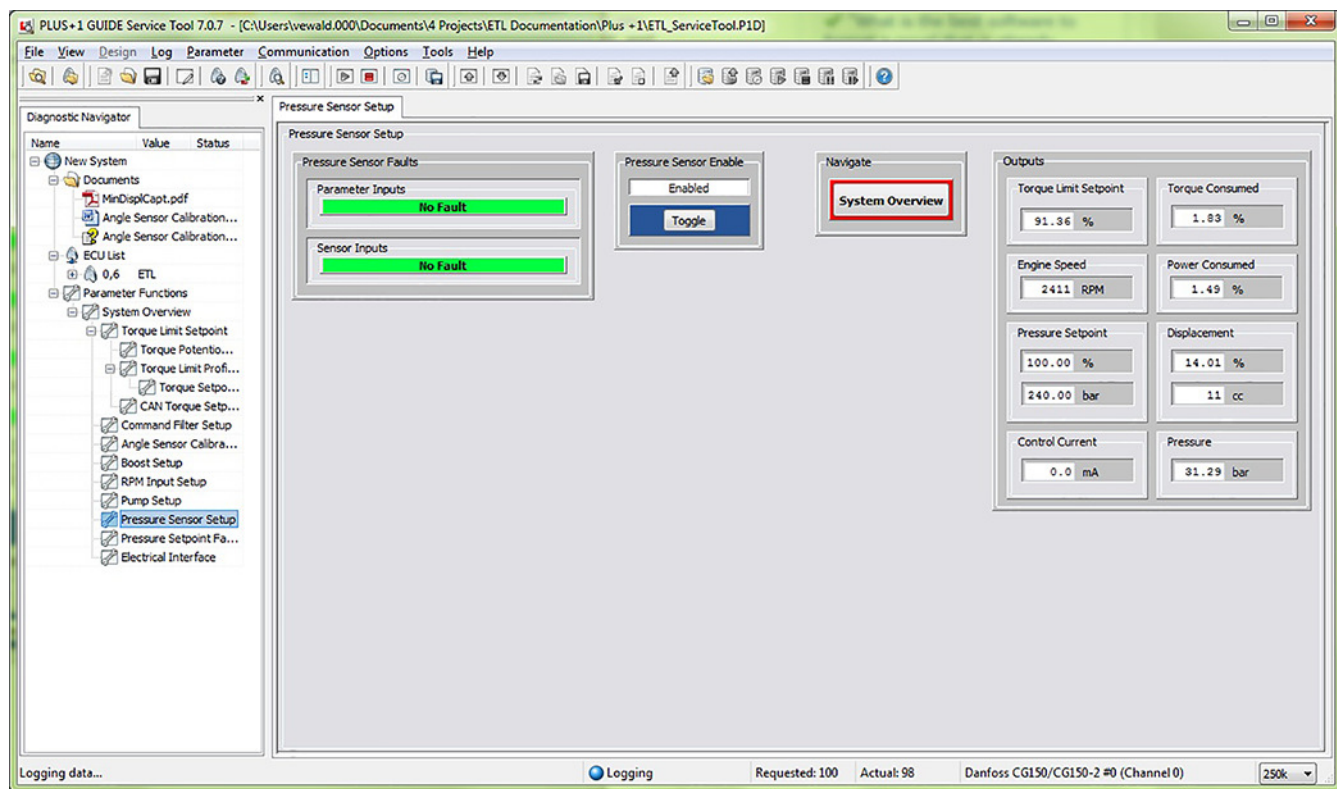 PLUS+1 GUIDE Service Tool 7.0.7 - [C:\Users\vewald.000\Documents\4 Projects\ETL Documentation\Plus +1\ETL_ServiceTool.P1D]
File View Design Log Parameter Communication Options Tools Help
Diagnostic Navigator
Name Value Status
New System
Documents
MinDisplCapt.pdf
Angle Sensor Calibration...
Angle Sensor Calibration...
ECU List
0,6 ETL
Parameter Functions
System Overview
Torque Limit Setpoint
Torque Potentio...
Torque Limit Profi...
Torque Setpo...
CAN Torque Setp...
Command Filter Setup
Angle Sensor Calibra...
Boost Setup
RPM Input Setup
Pump Setup
Pressure Sensor Setup
Pressure Setpoint Fa...
Electrical Interface
Pressure Sensor Setup
Pressure Sensor Setup
Pressure Sensor Faults
Parameter Inputs
No Fault
Sensor Inputs
No Fault
Pressure Sensor Enable
Enabled
Toggle
Navigate
System Overview
Outputs
Torque Limit Setpoint Torque Consumed
91.36 % 1.83 %
Engine Speed Power Consumed
2411 RPM 1.49 %
Pressure Setpoint Displacement
100.00 % 14.01 %
240.00 bar 11 cc
Control Current Pressure
0.0 mA 31.29 bar
Logging data... Logging Requested: 100 Actual: 98 Danfoss CG150/CG150-2 #0 (Channel 0) 250k